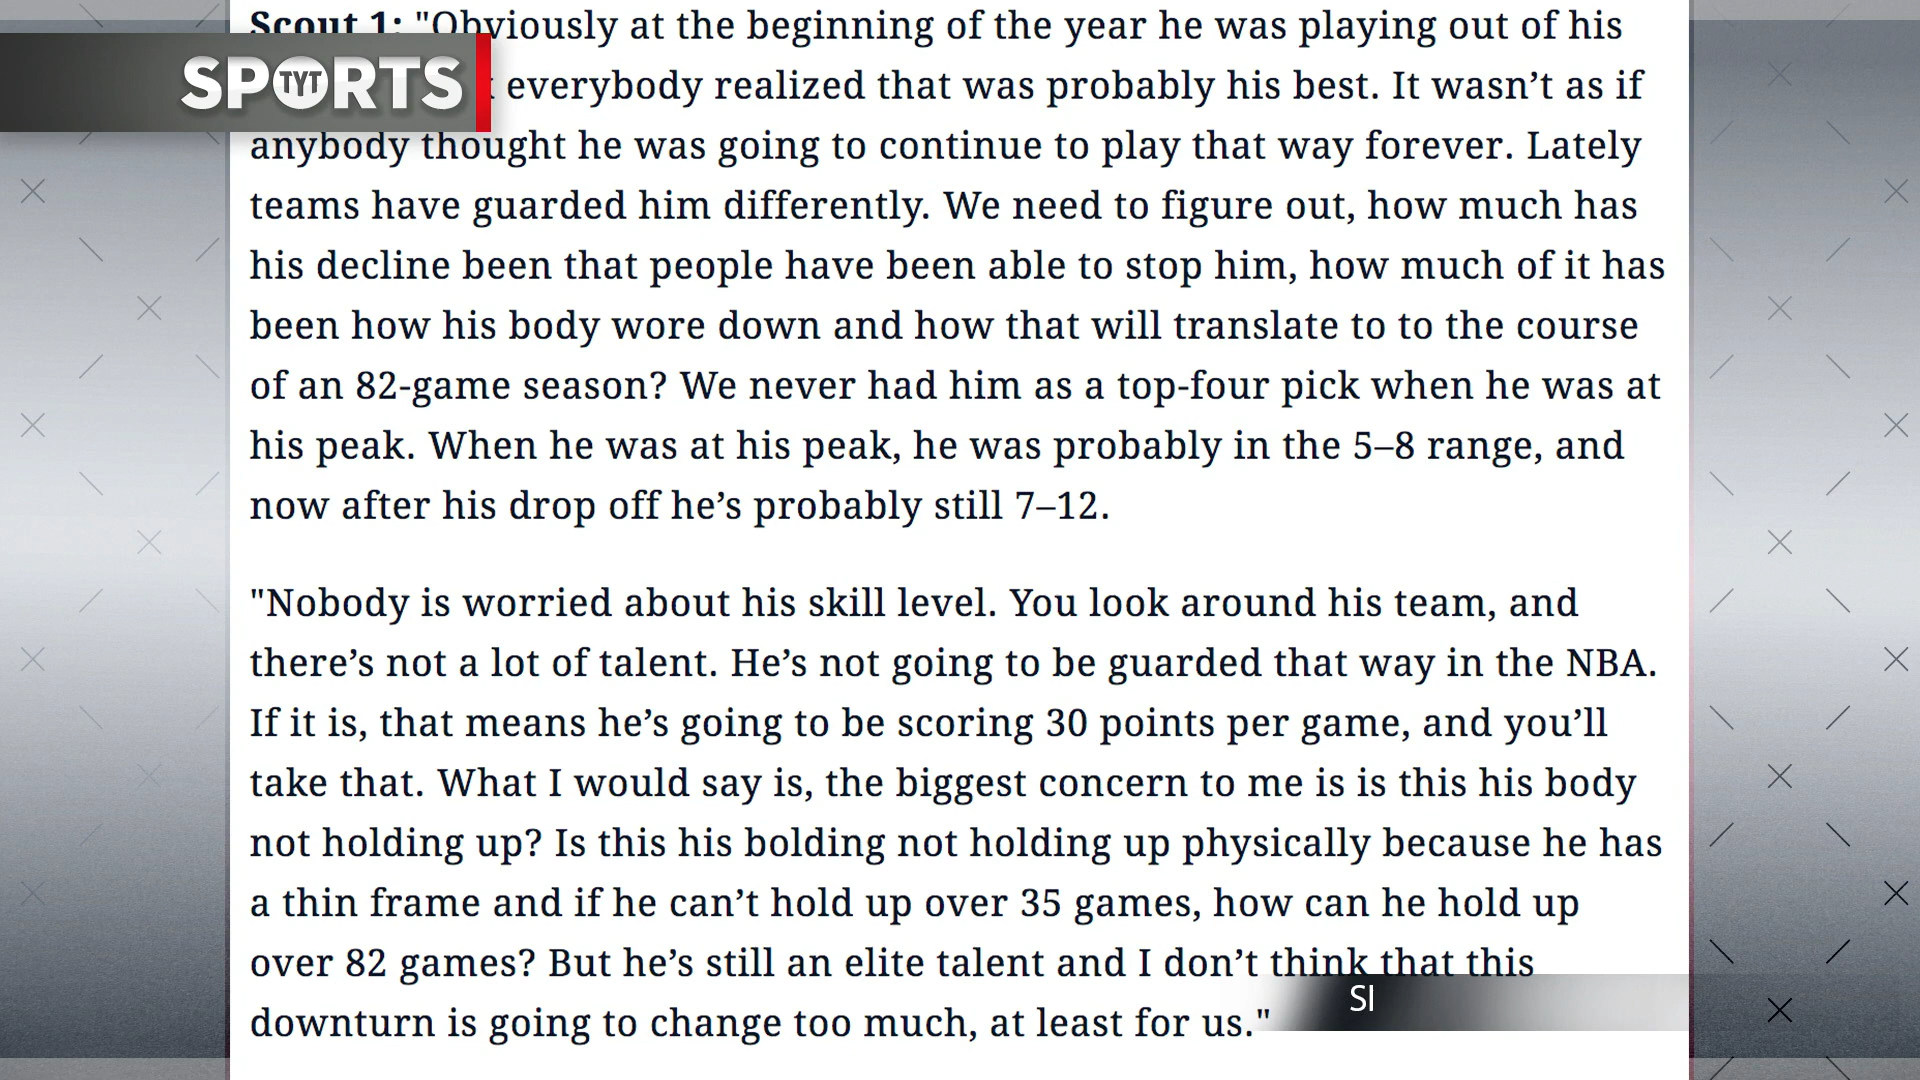 Scout 1: "Obviously at the beginning of the year he was playing out of his
SPORTS
TYT
everybody realized that was probably his best. It wasn’t as if
anybody thought he was going to continue to play that way forever. Lately
teams have guarded him differently. We need to figure out, how much has
his decline been that people have been able to stop him, how much of it has
been how his body wore down and how that will translate to to the course
of an 82-game season? We never had him as a top-four pick when he was at
his peak. When he was at his peak, he was probably in the 5–8 range, and
now after his drop off he’s probably still 7–12.
"Nobody is worried about his skill level. You look around his team, and
there’s not a lot of talent. He’s not going to be guarded that way in the NBA.
If it is, that means he’s going to be scoring 30 points per game, and you’ll
take that. What I would say is, the biggest concern to me is is this his body
not holding up? Is this his bolding not holding up physically because he has
a thin frame and if he can’t hold up over 35 games, how can he hold up
over 82 games? But he’s still an elite talent and I don’t think that this
downturn is going to change too much, at least for us."
SI